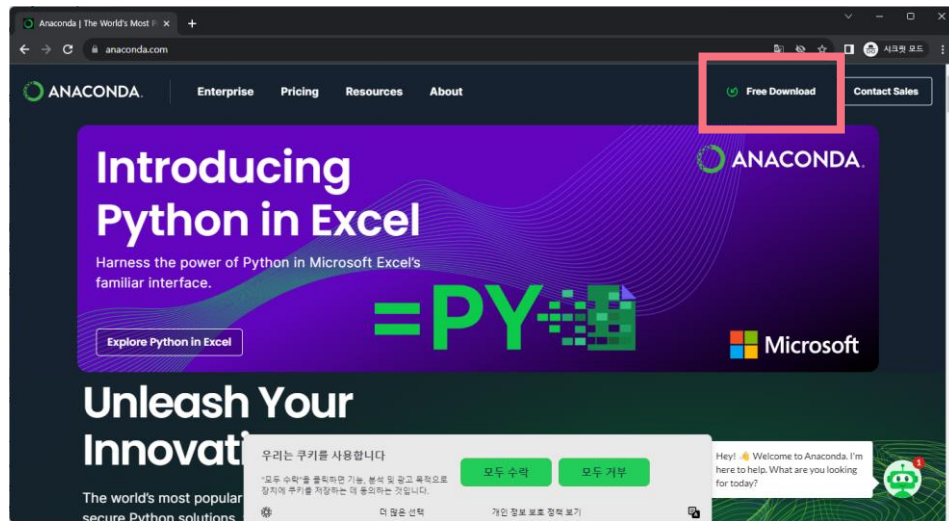 Anaconda | The World's Most P
anaconda.com
시크릿 모드
ANACONDA.
Enterprise
Pricing
Resources
About
Free Download
Contact Sales
Introducing
Python in Excel
Harness the power of Python in Microsoft Excel's
familiar interface.
ANACONDA.
=PY
Explore Python in Excel
Microsoft
Unleash Your
Innovati
The world's most popular
secure Python solutions.
우리는 쿠키를 사용합니다
"모두 수락"을 클릭하면 기능, 분석 및 광고 목적으로
장치에 쿠키를 저장하는 데 동의하는 것입니다.
모두 수락
모두 거부
더 많은 선택
개인 정보 보호 정책 보기
Hey! 👋 Welcome to Anaconda. I'm
here to help. What are you looking
for today?
1